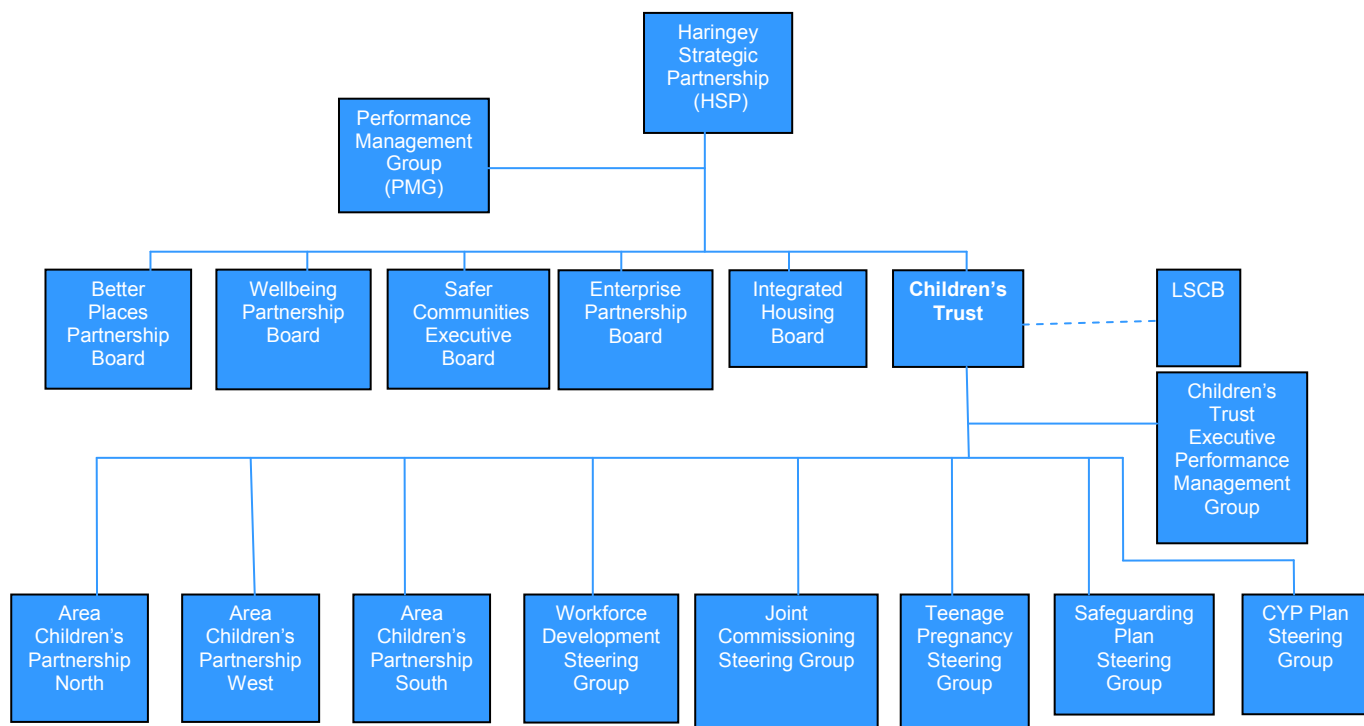 Haringey
Strategic
Partnership
(HSP)
Performance
Management
Group
(PMG)
Better
Places
Partnership
Board
Wellbeing
Partnership
Board
Safer
Communities
Executive
Board
Enterprise
Partnership
Board
Integrated
Housing
Board
Children’s
Trust
LSCB
Children’s
Trust
Executive
Performance
Management
Group
Area
Children’s
Partnership
North
Area
Children’s
Partnership
West
Area
Children’s
Partnership
South
Workforce
Development
Steering
Group
Joint
Commissioning
Steering Group
Teenage
Pregnancy
Steering
Group
Safeguarding
Plan
Steering
Group
CYP Plan
Steering
Group